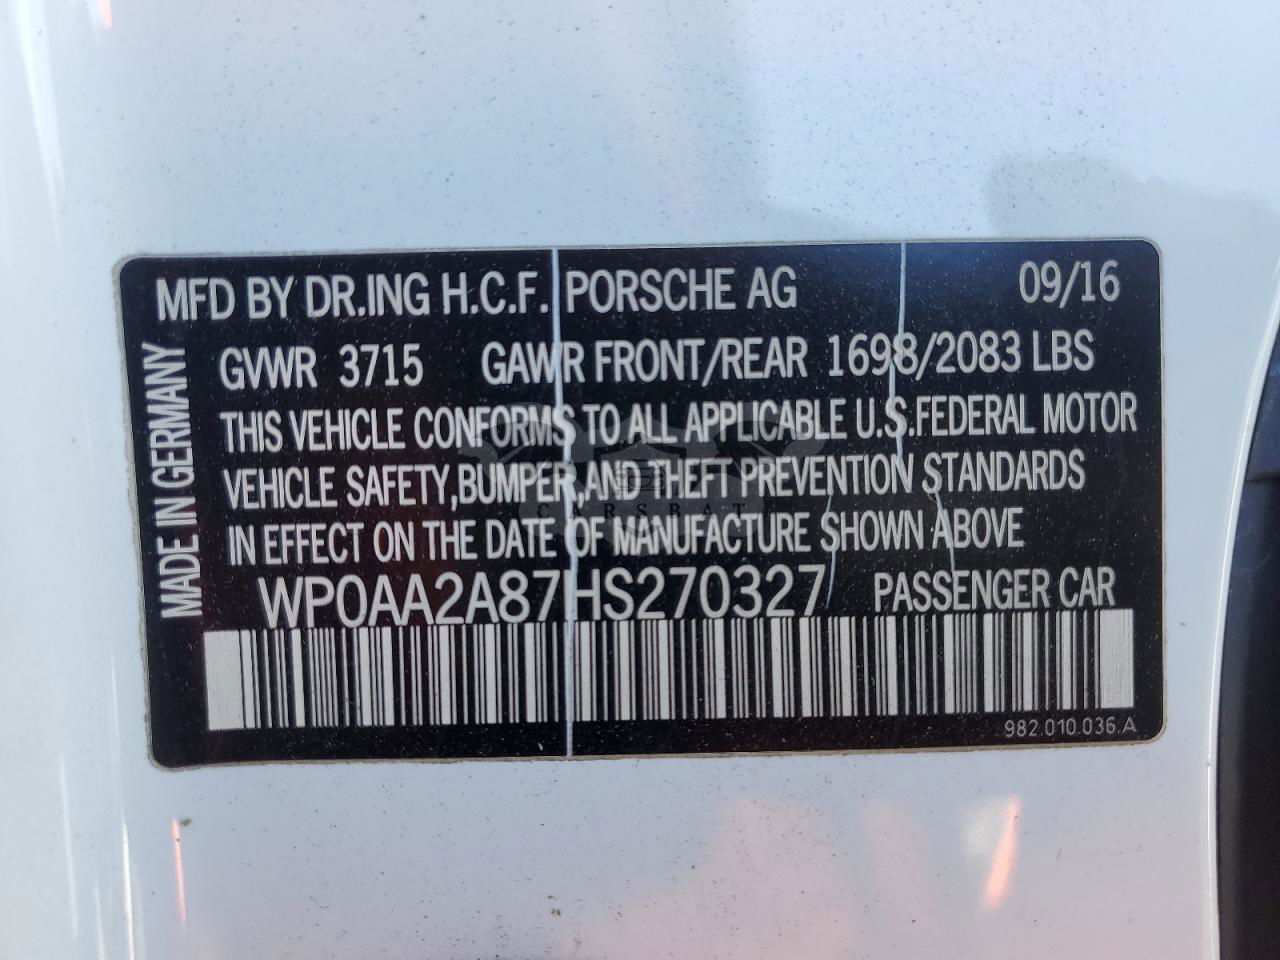 MFD BY DR.ING H.C.F. PORSCHE AG 09/16
GVWR 3715 GAWR FRONT/REAR 1698/2083 LBS
THIS VEHICLE CONFORMS TO ALL APPLICABLE U.S.FEDERAL MOTOR
VEHICLE SAFETY,BUMPER,AND THEFT PREVENTION STANDARDS
IN EFFECT ON THE DATE OF MANUFACTURE SHOWN ABOVE
WP0AA2A87HS270327 PASSENGER CAR
982.010.036.A
MADE IN GERMANY
CARSBAT